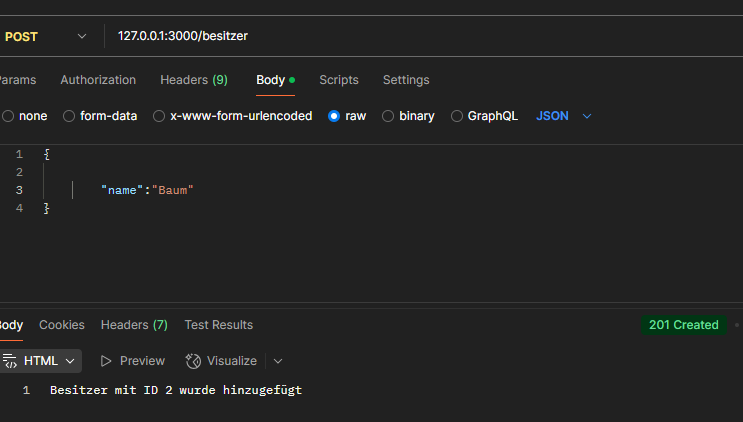 POST 127.0.0.1:3000/besitzer
arams Authorization Headers (9) Body Scripts Settings
none form-data x-www-form-urlencoded raw binary GraphQL JSON
1 {
2
3 "name":"Baum"
4 }
Body Cookies Headers (7) Test Results 201 Created
HTML Preview Visualize
1 Besitzer mit ID 2 wurde hinzugefügt